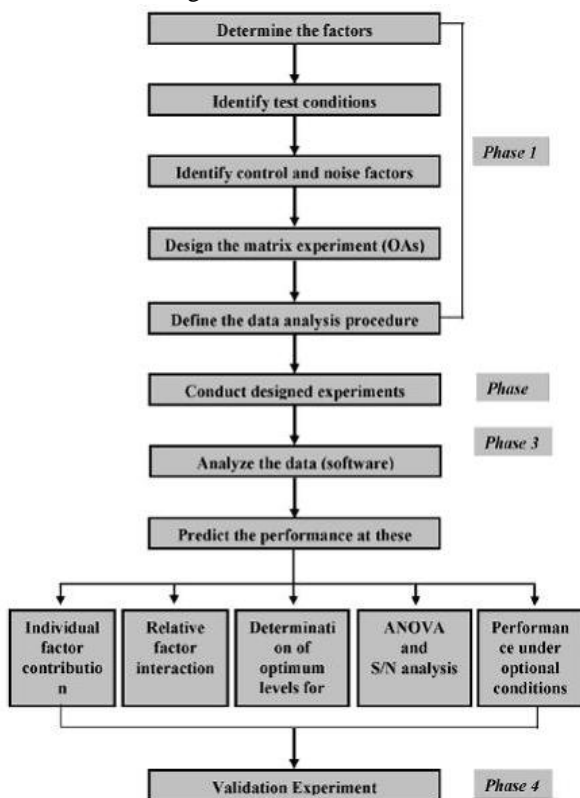 Determine the factors
Identify test conditions
Phase 1
Identify control and noise factors
Design the matrix experiment (OAs)
Define the data analysis procedure
Conduct designed experiments
Phase
Phase 3
Analyze the data (software)
Predict the performance at these
Individual
factor
contributio
n
Relative
factor
interaction
Determinati
on of
optimum
levels for
ANOVA
and
S/N analysis
Performan
ce under
optional
conditions
Validation Experiment
Phase 4